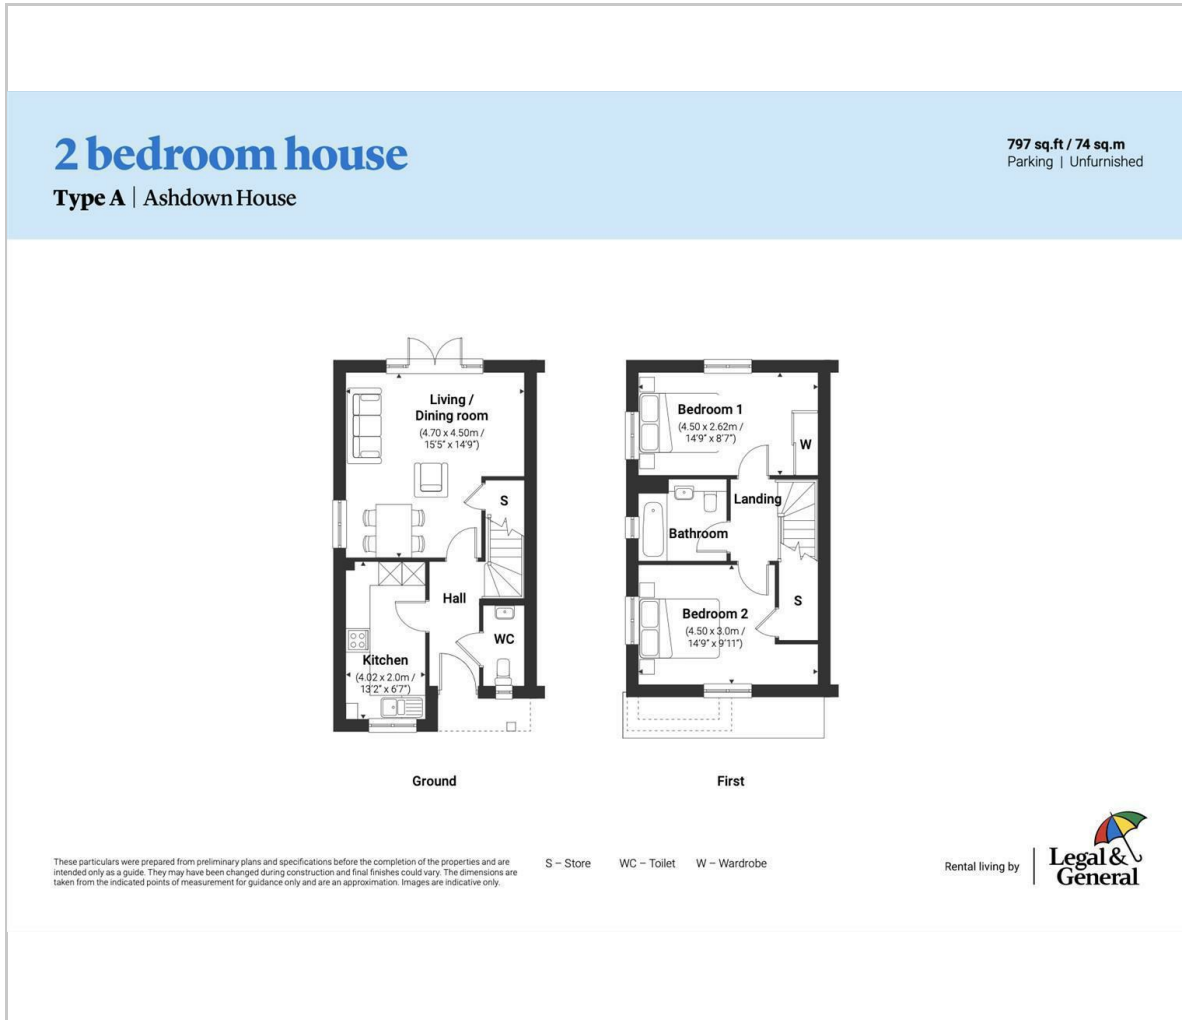 2 bedroom house
Type A | Ashdown House
797 sq.ft / 74 sq.m
Parking | Unfurnished
Living /
Dining room
(4.70 x 4.50m /
15'5" x 14'9")
S
Hall
WC
Kitchen
(4.02 x 2.0m /
13'2" x 6'7")
Ground
Bedroom 1
(4.50 x 2.62m /
14'9" x 8'7")
W
Landing
Bathroom
Bedroom 2
(4.50 x 3.0m /
14'9" x 9'11")
S
First
These particulars were prepared from preliminary plans and specifications before the completion of the properties and are
intended only as a guide. They may have been changed during construction and final finishes could vary. The dimensions are
taken from the indicated points of measurement for guidance only and are an approximation. Images are indicative only.
S – Store WC – Toilet W – Wardrobe
Rental living by
Legal &
General